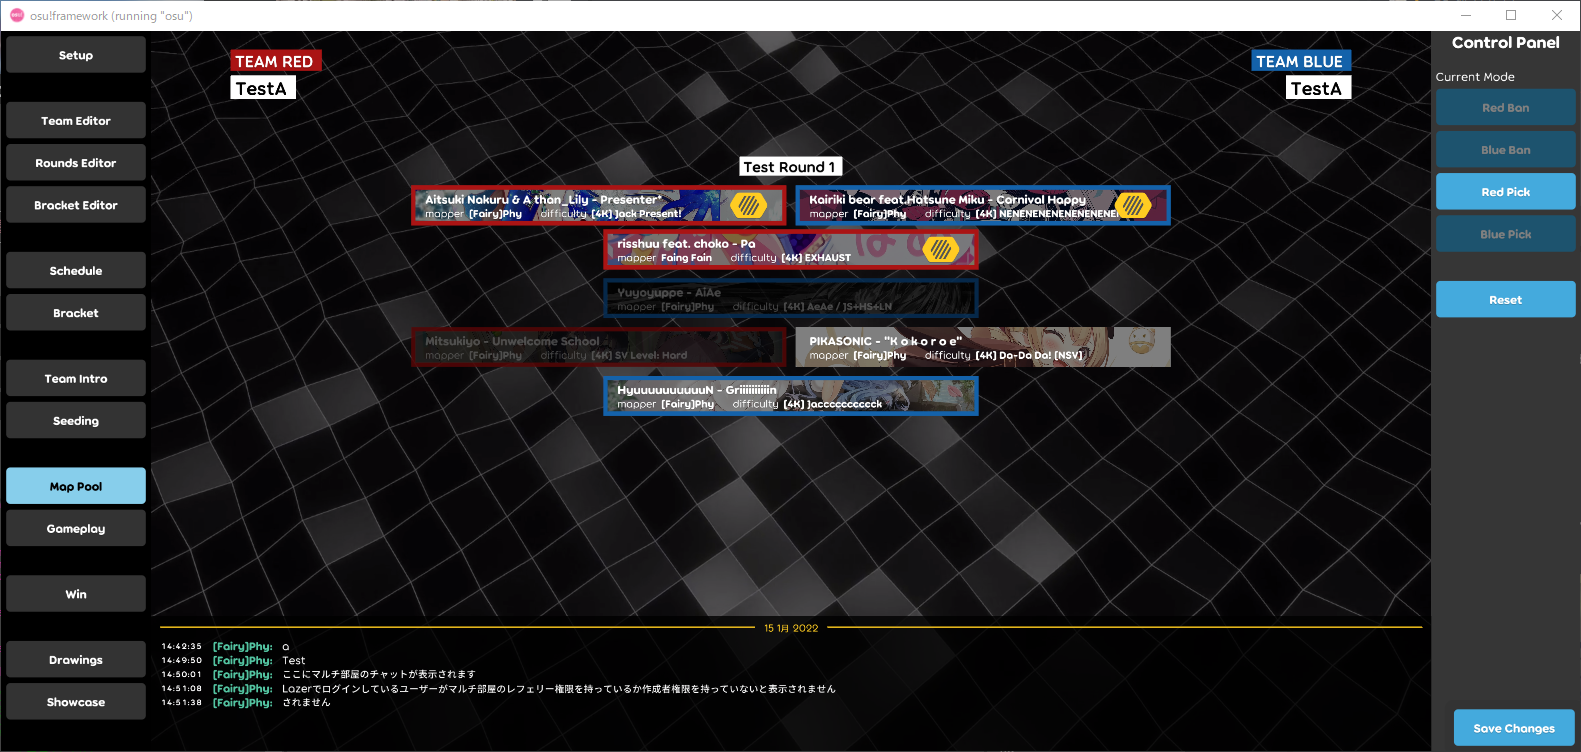 osu!framework (running "osu")
Setup
Team Editor
Rounds Editor
Bracket Editor
Schedule
Bracket
Team Intro
Seeding
Map Pool
Gameplay
Win
Drawings
Showcase
TEAM RED
TestA
TEAM BLUE
TestA
Test Round 1
Aitsuki Nakuru & A than_Lily - Presenter*
mapper [Fairy]Phy difficulty [4K] Jack Present!
Kairiki bear feat.Hatsune Miku - Carnival Happy
mapper [Fairy]Phy difficulty [4K] NENENENENENENENENE
risshuu feat. choko - Pa
mapper Faing Fain difficulty [4K] EXHAUST
Yuyoyuppe - AiAe
mapper [Fairy]Phy difficulty [4K] AeAe / JS+HS+LN
Mitsukiyo - Unwelcome School
mapper [Fairy]Phy difficulty [4K] SV Level: Hard
PIKASONIC - "K o k o r o e"
mapper [Fairy]Phy difficulty [4K] Da-Da Da! [NSV]
HyuuuuuuuuuuN - Griiiiiiiiiin
mapper [Fairy]Phy difficulty [4K] Jacccccccccck
15 1月 2022
14:42:35 [Fairy]Phy: a
14:49:50 [Fairy]Phy: Test
14:50:01 [Fairy]Phy: ここにマルチ部屋のチャットが表示されます
14:51:08 [Fairy]Phy: Lazerでログインしているユーザーがマルチ部屋のレフェリー権限を持っているか作成者権限を持っていないと表示されません
14:51:38 [Fairy]Phy: されません
Control Panel
Current Mode
Red Ban
Blue Ban
Red Pick
Blue Pick
Reset
Save Changes